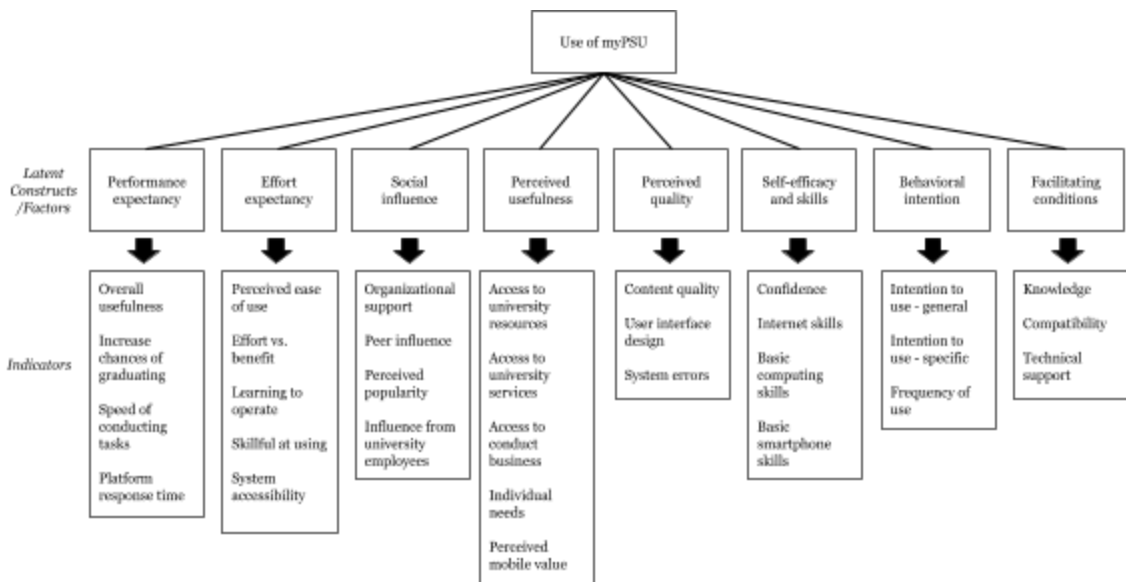 Use of myPSU
Latent
Constructs
/Factors
Performance
expectancy
Effort
expectancy
Social
influence
Perceived
usefulness
Perceived
quality
Self-efficacy
and skills
Behavioral
intention
Facilitating
conditions
Indicators
Overall
usefulness
Increase
chances of
graduating
Speed of
conducting
tasks
Platform
response time
Perceived ease
of use
Effort vs.
benefit
Learning to
operate
Skillful at using
System
accessibility
Organizational
support
Peer influence
Perceived
popularity
Influence from
university
employees
Access to
university
resources
Access to
university
services
Access to
conduct
business
Individual
needs
Perceived
mobile value
Content quality
User interface
design
System errors
Confidence
Internet skills
Basic
computing
skills
Basic
smartphone
skills
Intention to
use - general
Intention to
use - specific
Frequency of
use
Knowledge
Compatibility
Technical
support